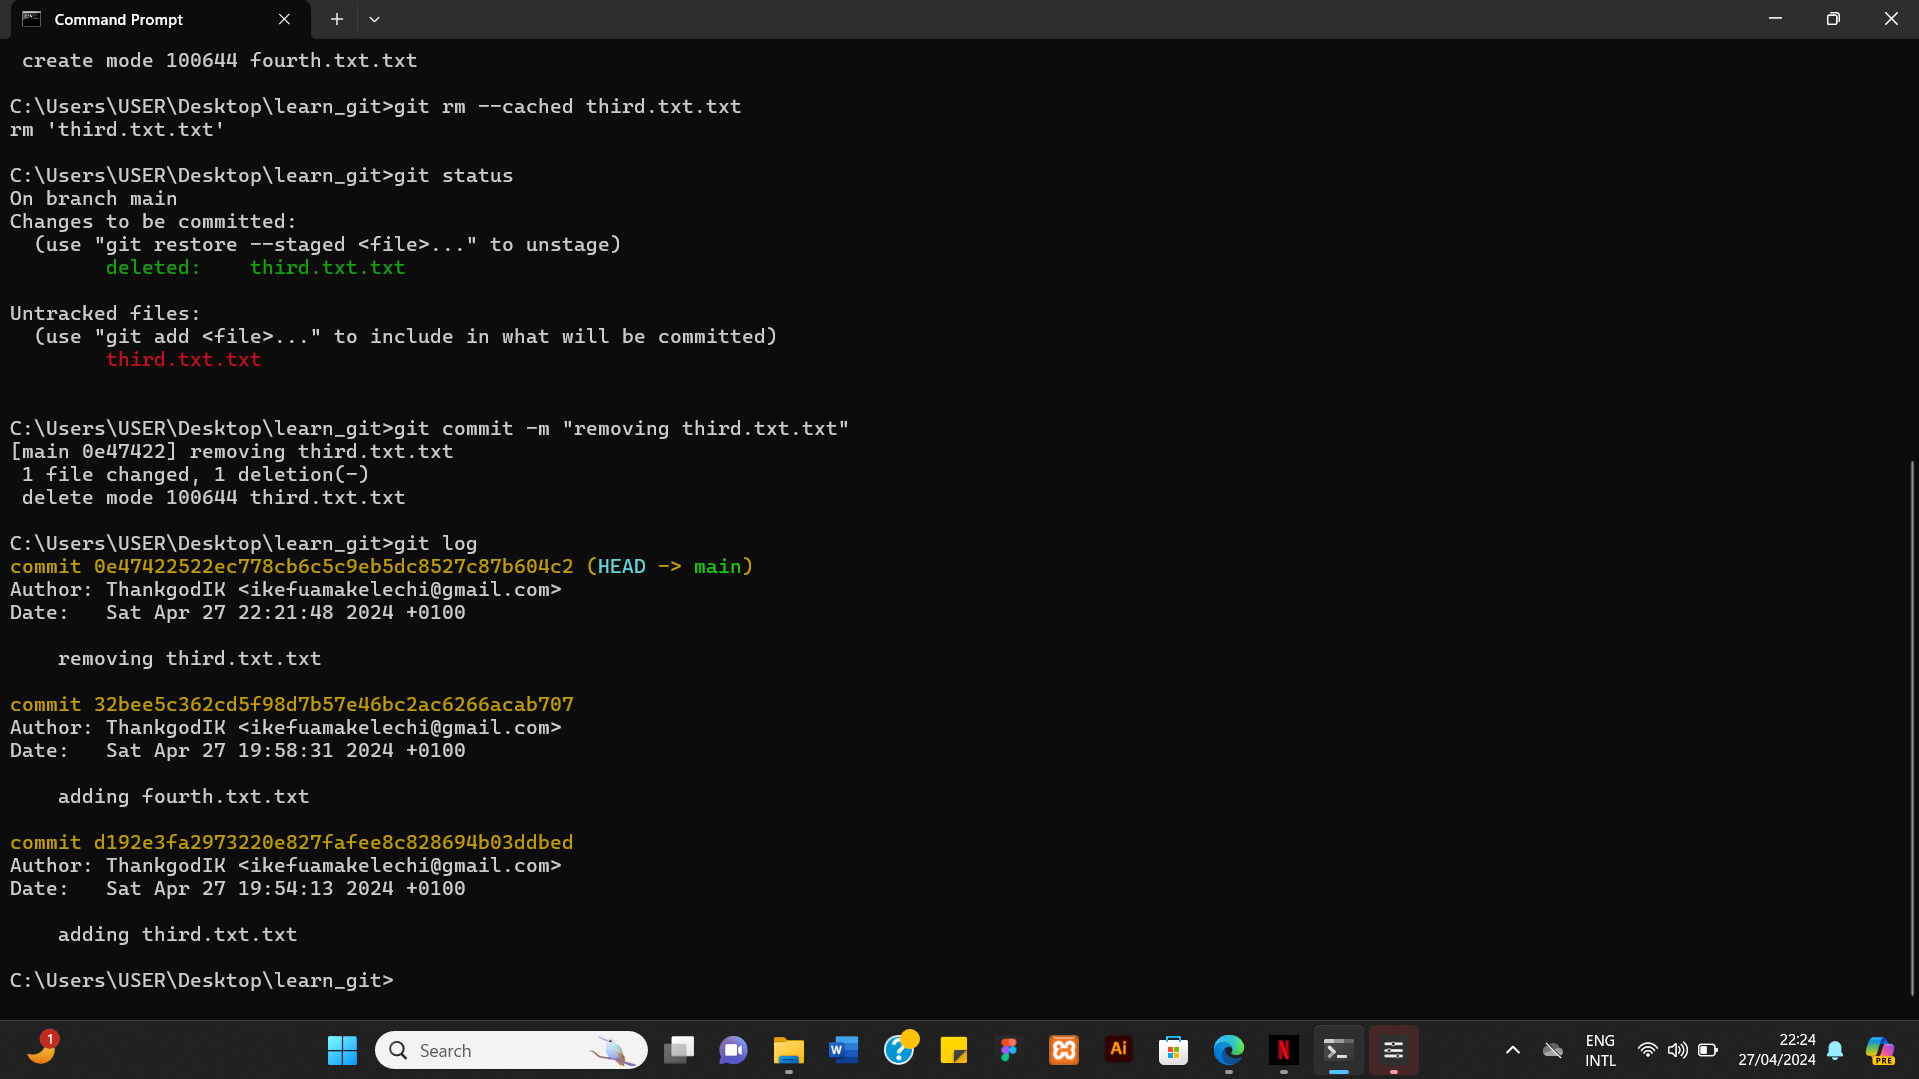 Command Prompt
 create mode 100644 fourth.txt.txt
C:\Users\USER\Desktop\learn_git>git rm --cached third.txt.txt
rm 'third.txt.txt'
C:\Users\USER\Desktop\learn_git>git status
On branch main
Changes to be committed:
  (use "git restore --staged <file>..." to unstage)
        deleted:    third.txt.txt
Untracked files:
  (use "git add <file>..." to include in what will be committed)
        third.txt.txt
C:\Users\USER\Desktop\learn_git>git commit -m "removing third.txt.txt"
[main 0e47422] removing third.txt.txt
 1 file changed, 1 deletion(-)
 delete mode 100644 third.txt.txt
C:\Users\USER\Desktop\learn_git>git log
commit 0e47422522ec778cb6c5c9eb5dc8527c87b604c2 (HEAD -> main)
Author: ThankgodIK <ikefuamakelechi@gmail.com>
Date:   Sat Apr 27 22:21:48 2024 +0100
    removing third.txt.txt
commit 32bee5c362cd5f98d7b57e46bc2ac6266acab707
Author: ThankgodIK <ikefuamakelechi@gmail.com>
Date:   Sat Apr 27 19:58:31 2024 +0100
    adding fourth.txt.txt
commit d192e3fa2973220e827fafee8c828694b03ddbed
Author: ThankgodIK <ikefuamakelechi@gmail.com>
Date:   Sat Apr 27 19:54:13 2024 +0100
    adding third.txt.txt
C:\Users\USER\Desktop\learn_git>
1
Search
W
?
Ai
N
ENG
INTL
22:24
27/04/2024
PRE